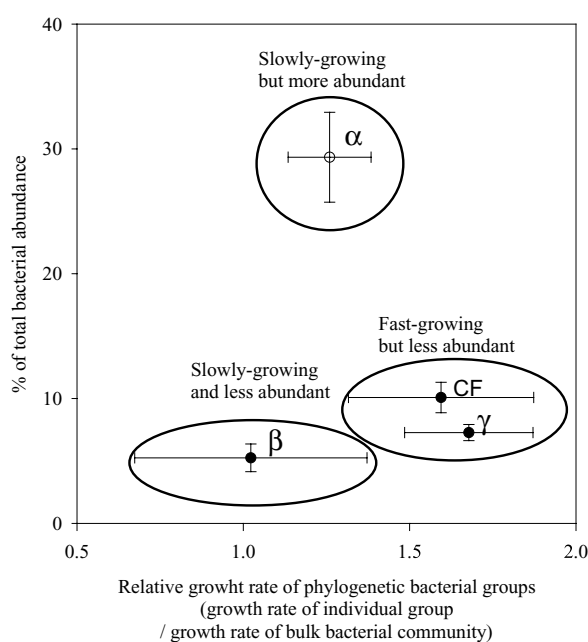 40
Slowly-growing
but more abundant
α
30
% of total bacterial abundance
20
Fast-growing
but less abundant
Slowly-growing
and less abundant
10
CF
γ
β
0
0.5 1.0 1.5 2.0
Relative growht rate of phylogenetic bacterial groups
(growth rate of individual group
/ growth rate of bulk bacterial community)